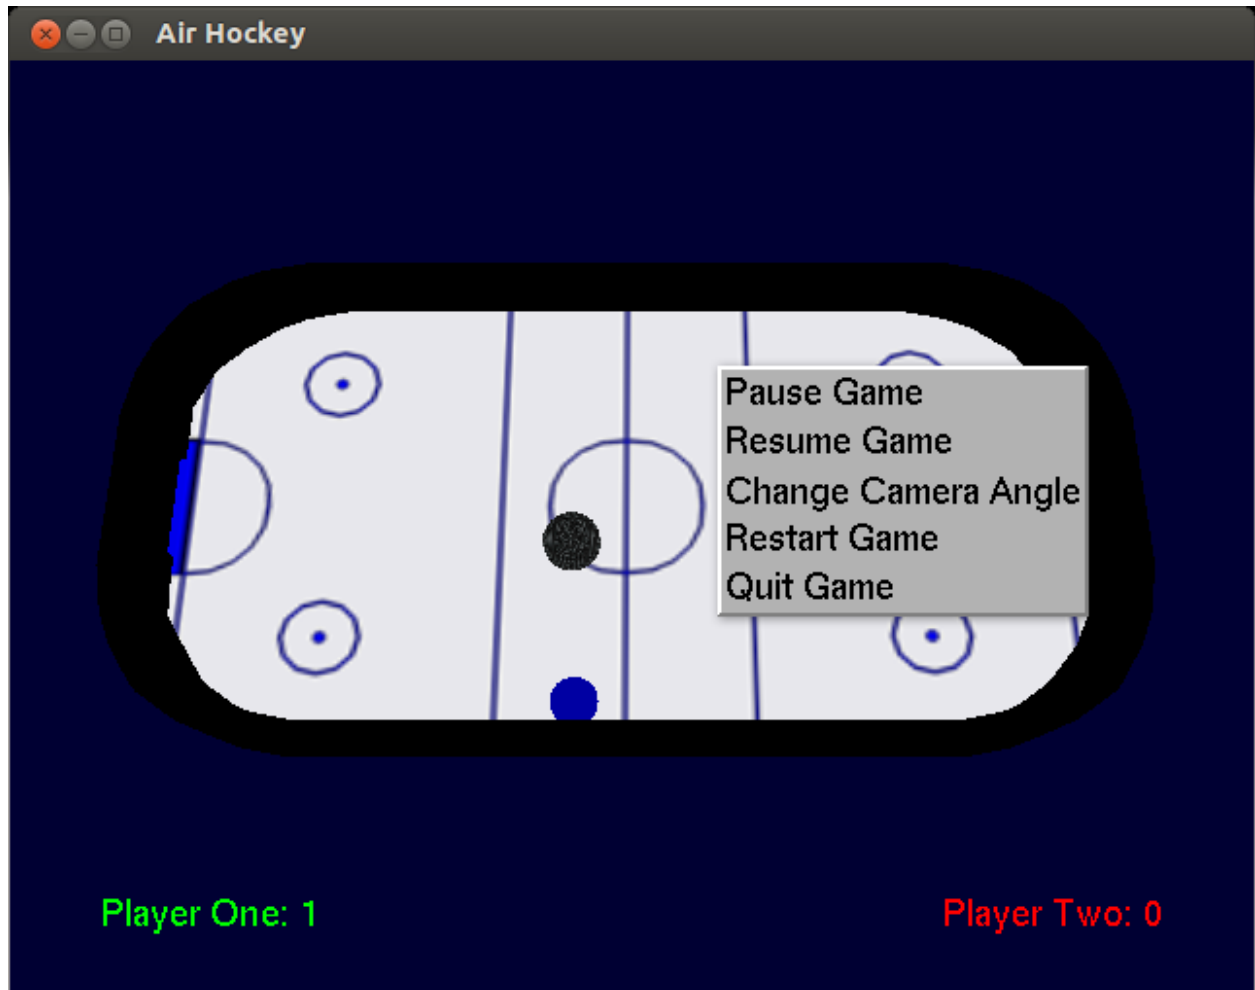 Air Hockey
Pause Game
Resume Game
Change Camera Angle
Restart Game
Quit Game
Player One: 1
Player Two: 0